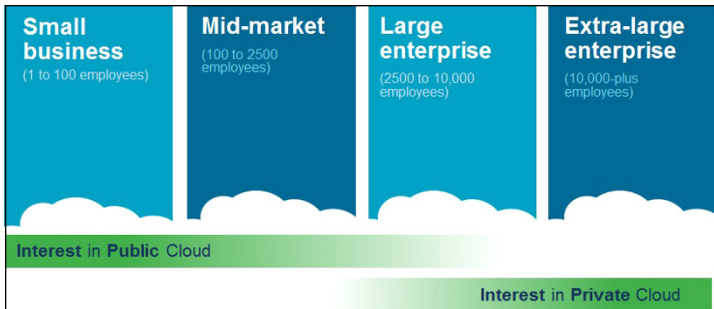 Small
business
(1 to 100 employees)
Mid-market
(100 to 2500
employees)
Large
enterprise
(2500 to 10,000
employees)
Extra-large
enterprise
(10,000-plus
employees)
Interest in Public Cloud
Interest in Private Cloud